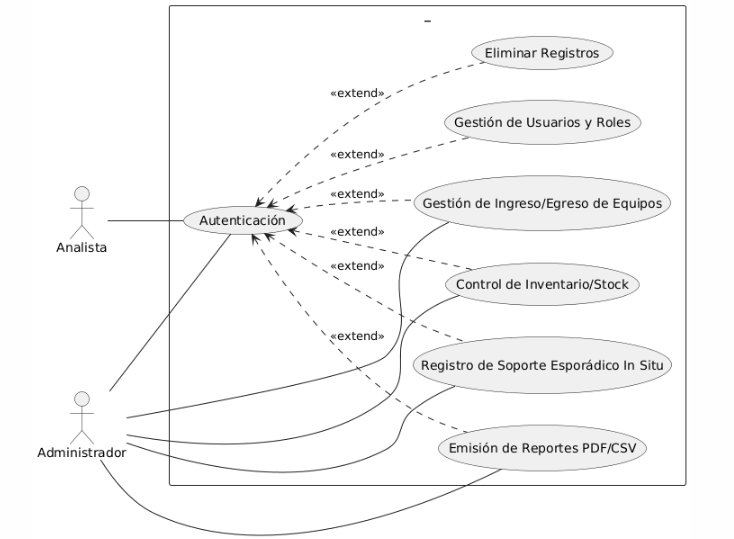 Eliminar Registros
«extend»
Gestión de Usuarios y Roles
«extend»
«extend»
Gestión de Ingreso/Egreso de Equipos
Autenticación
Analista
«extend»
«extend»
Control de Inventario/Stock
«extend»
Registro de Soporte Esporádico In Situ
Administrador
Emisión de Reportes PDF/CSV